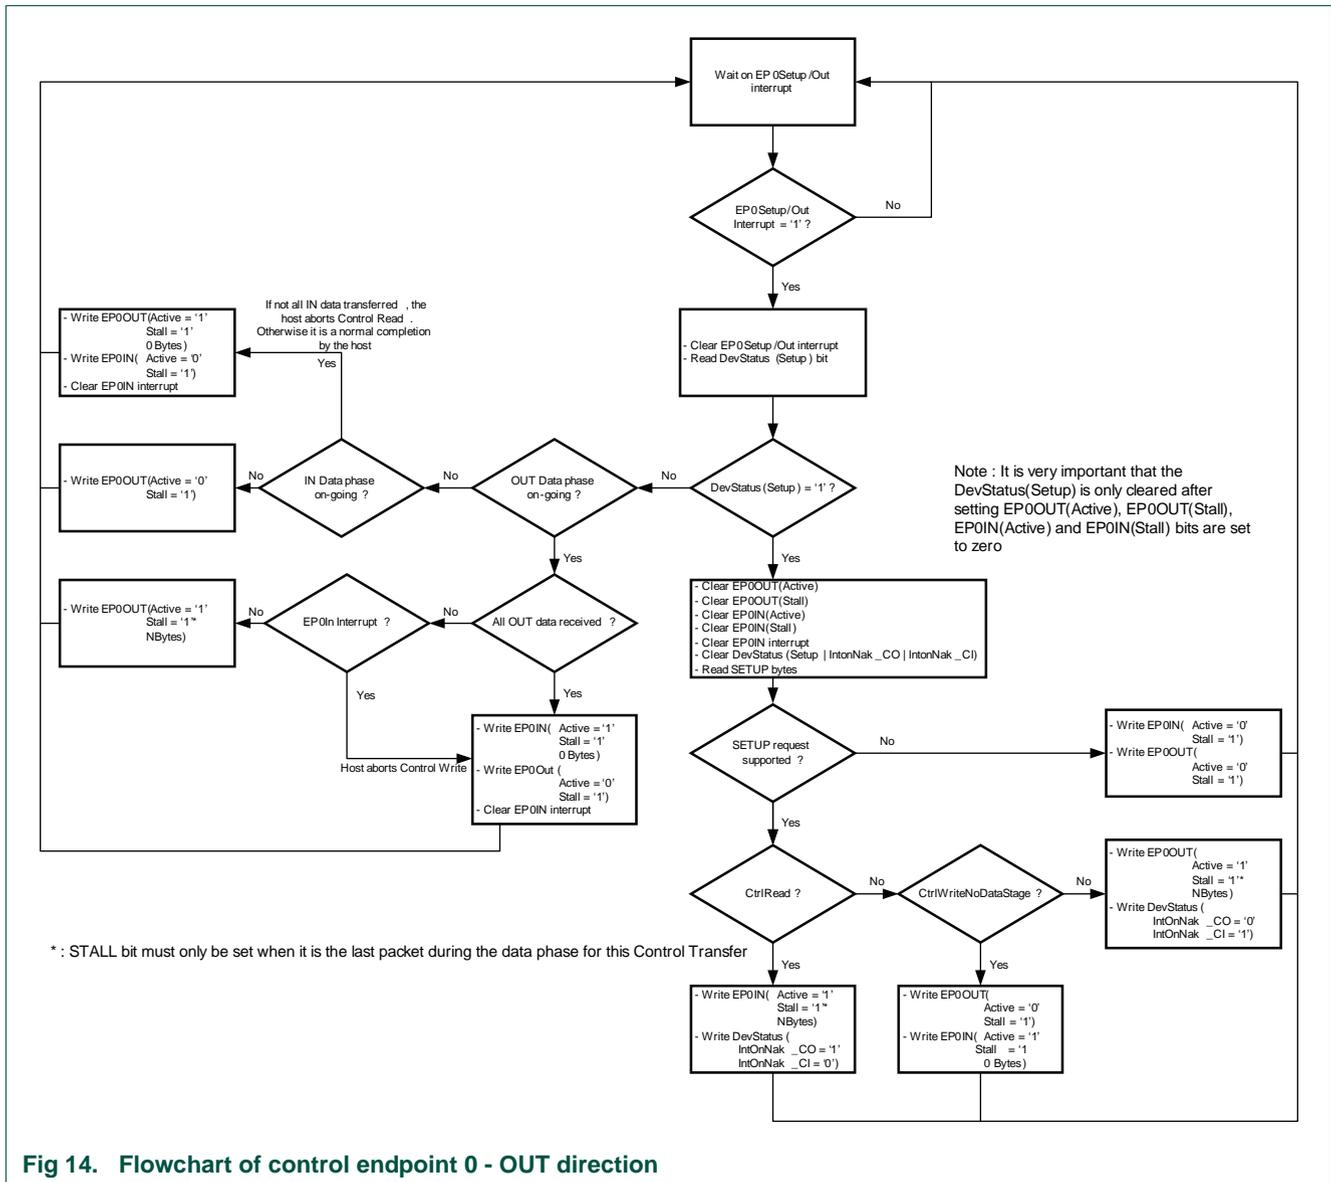 Wait on EP0Setup/Out
interrupt
EP0Setup/Out
Interrupt = '1' ?
No
Yes
- Clear EP0Setup/Out interrupt
- Read DevStatus (Setup) bit
If not all IN data transferred , the
host aborts Control Read .
Otherwise it is a normal completion
by the host
Yes
- Write EP0OUT(Active = '1'
Stall = '1'
0 Bytes)
- Write EP0IN( Active = '0'
Stall = '1')
- Clear EP0IN interrupt
DevStatus(Setup) = '1' ?
No
OUT Data phase
on-going ?
No
IN Data phase
on-going ?
No
- Write EP0OUT(Active = '0'
Stall = '1')
Note : It is very important that the
DevStatus(Setup) is only cleared after
setting EP0OUT(Active), EP0OUT(Stall),
EP0IN(Active) and EP0IN(Stall) bits are set
to zero
Yes
Yes
- Write EP0OUT(Active = '1'
Stall = '1'*
NBytes)
No
EP0In Interrupt ?
No
All OUT data received ?
- Clear EP0OUT(Active)
- Clear EP0OUT(Stall)
- Clear EP0IN(Active)
- Clear EP0IN(Stall)
- Clear EP0IN interrupt
- Clear DevStatus (Setup | IntonNak _CO | IntonNak _CI)
- Read SETUP bytes
Yes
Yes
Host aborts Control Write
- Write EP0IN( Active = '1'
Stall = '1'
0 Bytes)
- Write EP0Out (
Active = '0'
Stall = '1')
- Clear EP0IN interrupt
SETUP request
supported ?
No
- Write EP0IN( Active = '0'
Stall = '1')
- Write EP0OUT(
Active = '0'
Stall = '1')
Yes
CtrlRead ?
No
CtrlWriteNoDataStage ?
No
- Write EP0OUT(
Active = '1'
Stall = '1'*
NBytes)
- Write DevStatus (
IntOnNak _CO = '0'
IntOnNak _CI = '1')
* : STALL bit must only be set when it is the last packet during the data phase for this Control Transfer
Yes
Yes
- Write EP0IN( Active = '1'
Stall = '1'*
NBytes)
- Write DevStatus (
IntOnNak _CO = '1'
IntOnNak _CI = '0')
- Write EP0OUT(
Active = '0'
Stall = '1')
- Write EP0IN( Active = '1'
Stall = '1
0 Bytes)
Fig 14. Flowchart of control endpoint 0 - OUT direction